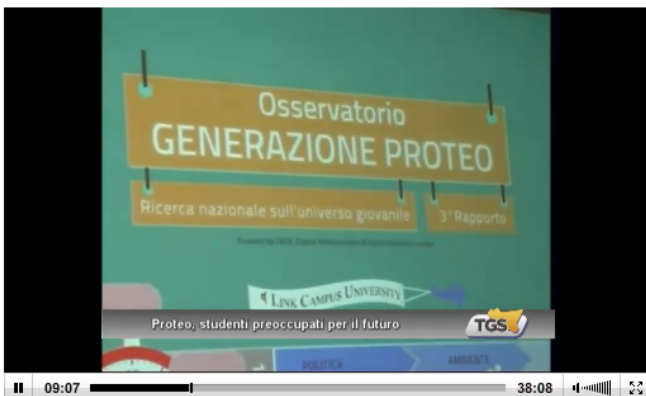 Osservatorio
GENERAZIONE PROTEO
Ricerca nazionale sull'universo giovanile
3° Rapporto
LINK CAMPUS UNIVERSITY
Proteo, studenti preoccupati per il futuro
TGS
POLITICA
AMBIENTE
09:07
38:08